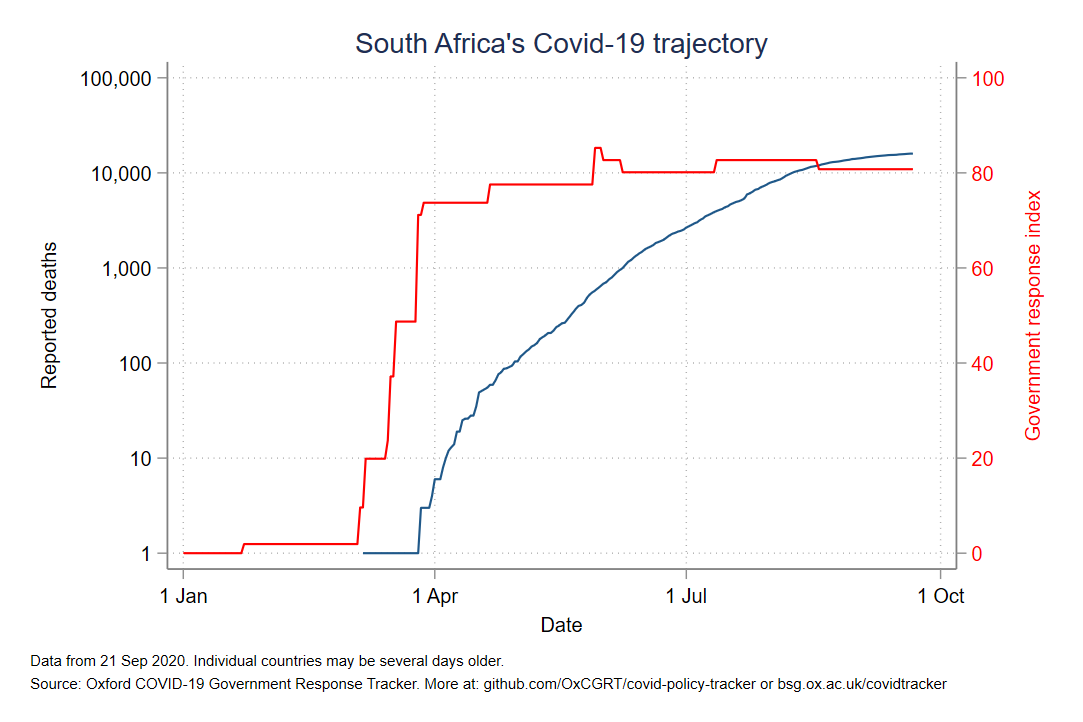 South Africa's Covid-19 trajectory
100,000
10,000
1,000
100
10
1
Reported deaths
100
80
60
40
20
0
Government response index
1 Jan
1 Apr
1 Jul
1 Oct
Date
Data from 21 Sep 2020. Individual countries may be several days older.
Source: Oxford COVID-19 Government Response Tracker. More at: github.com/OxCGRT/covid-policy-tracker or bsg.ox.ac.uk/covidtracker